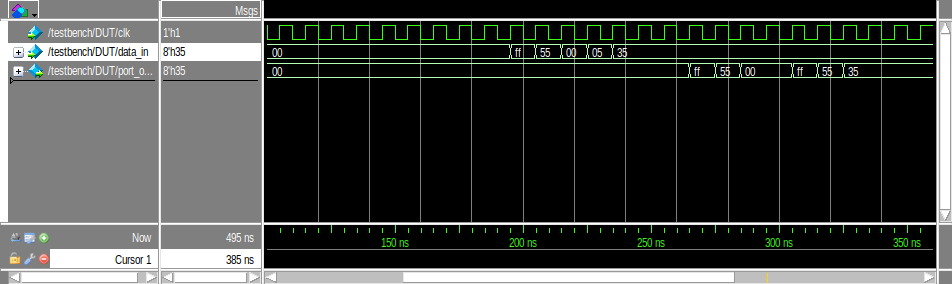 Msgs
/testbench/DUT/clk 1'h1
/testbench/DUT/data_in 8'h35 00 ff 55 00 05 35
/testbench/DUT/port_o... 8'h35 00 ff 55 00 ff 55 35
Now 495 ns 150 ns 200 ns 250 ns 300 ns 350 ns
Cursor 1 385 ns